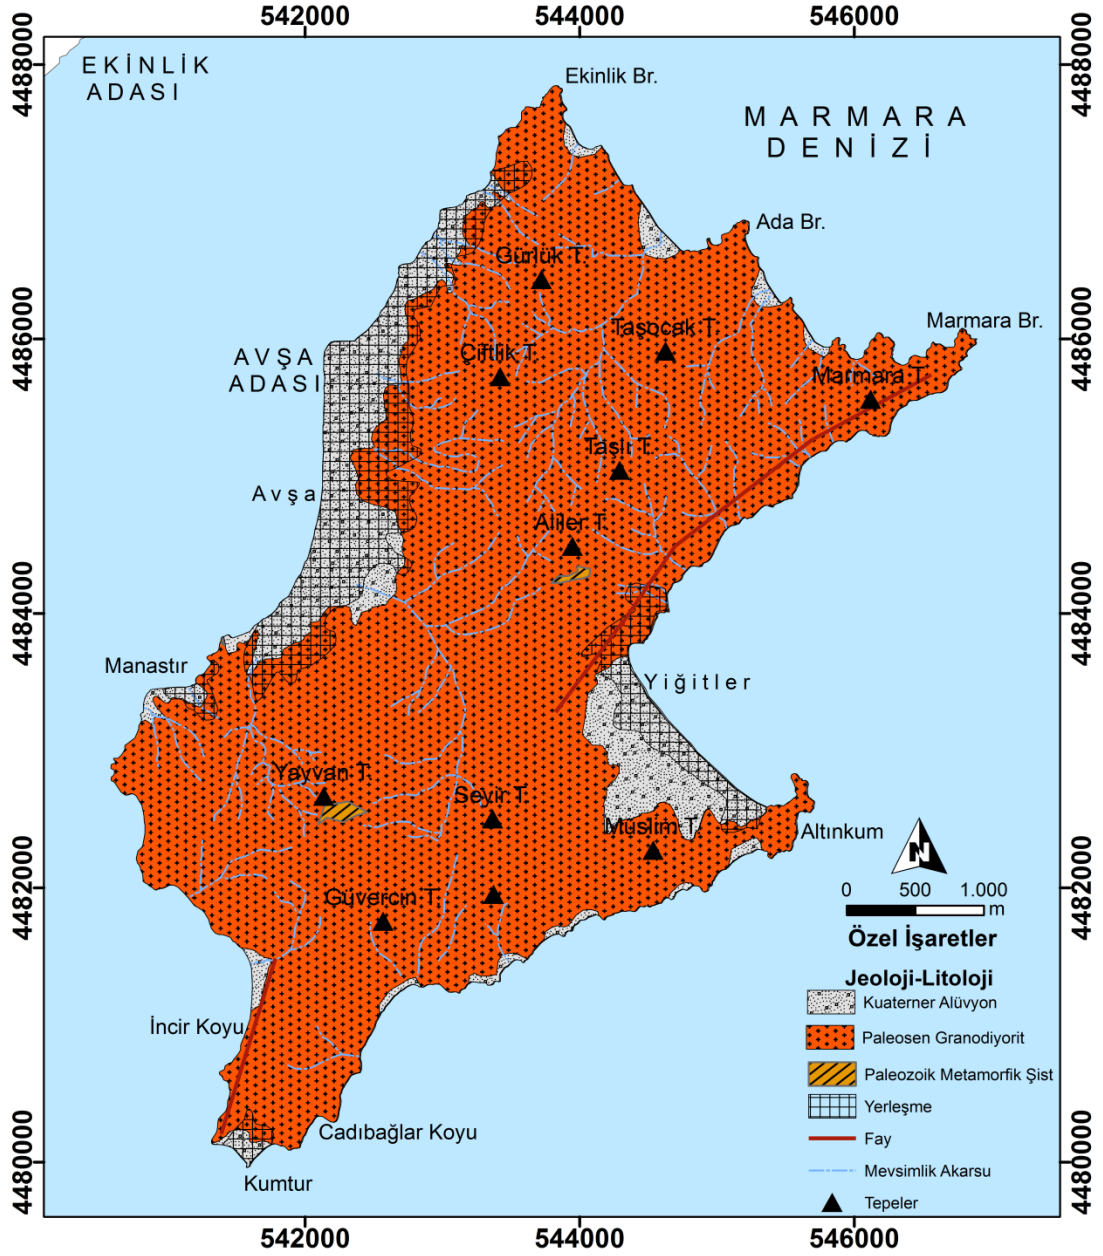 542000
544000
546000
4488000
4488000
EKİNLİK
ADASI
Ekinlik Br.
MARMARA
DENİZİ
Ada Br.
Gürlük T.
Marmara Br.
4486000
4486000
Taşocak T.
AVŞA
ADASI
Çiftlik T.
Marmara T.
Taşlı T.
Avşa
Aliler T.
4484000
4484000
Manastır
Yiğitler
Yayvan T.
Seyir T.
Müslim T.
Altınkum
N
4482000
4482000
Güvercin T.
0 500 1.000
m
Özel İşaretler
Jeoloji-Litoloji
Kuaterner Alüvyon
İncir Koyu
Paleosen Granodiyorit
Paleozoik Metamorfik Şist
Yerleşme
Cadıbağlar Koyu
Fay
4480000
4480000
Mevsimlik Akarsu
Kumtur
Tepeler
542000
544000
546000